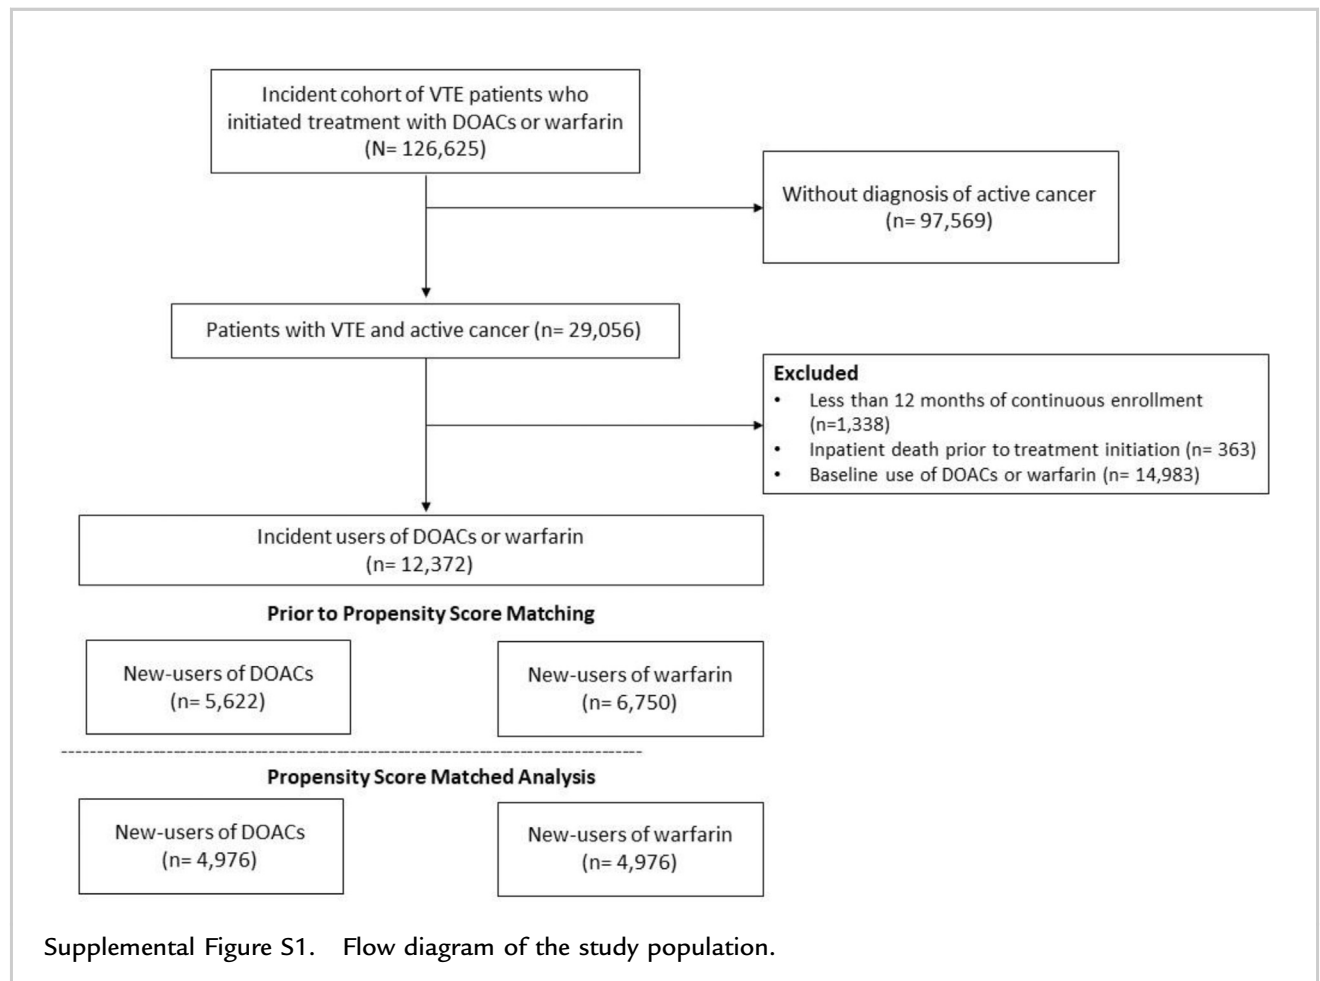 Incident cohort of VTE patients who
initiated treatment with DOACs or warfarin
(N= 126,625)
Without diagnosis of active cancer
(n= 97,569)
Patients with VTE and active cancer (n= 29,056)
Excluded
• Less than 12 months of continuous enrollment
(n=1,338)
• Inpatient death prior to treatment initiation (n= 363)
• Baseline use of DOACs or warfarin (n= 14,983)
Incident users of DOACs or warfarin
(n= 12,372)
Prior to Propensity Score Matching
New-users of DOACs
(n= 5,622)
New-users of warfarin
(n= 6,750)
Propensity Score Matched Analysis
New-users of DOACs
(n= 4,976)
New-users of warfarin
(n= 4,976)
Supplemental Figure S1. Flow diagram of the study population.